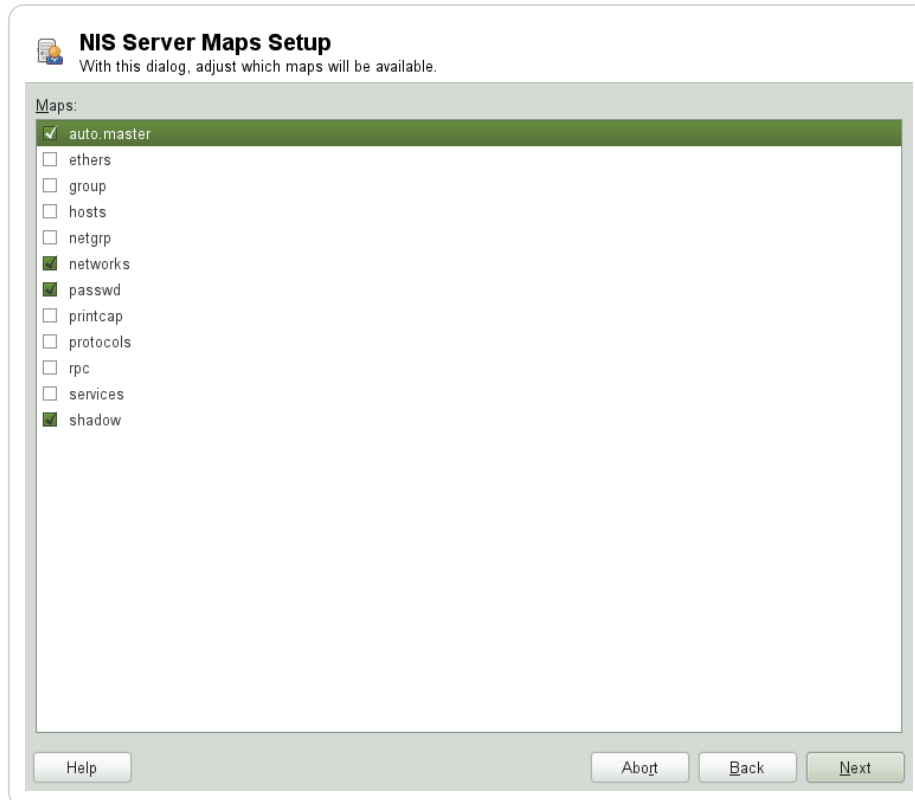 NIS Server Maps Setup
With this dialog, adjust which maps will be available.
Maps:
auto.master
ethers
group
hosts
netgrp
networks
passwd
printcap
protocols
rpc
services
shadow
Help Abort Back Next